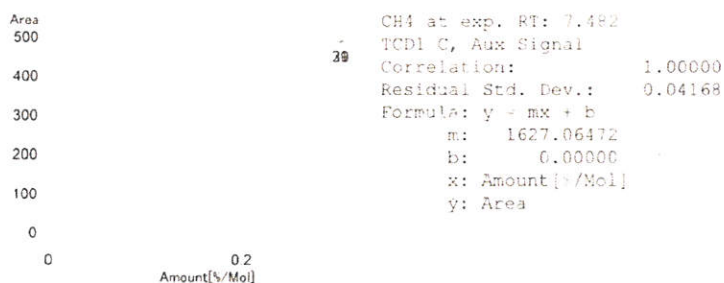 Area
500
400
300
200
100
0
0
0.2
Amount[%/Mol]
CH4 at exp. RT: 7.482
TCD1 C, Aux Signal
Correlation: 1.00000
Residual Std. Dev.: 0.04168
Formula: y = mx + b
m: 1627.06472
b: 0.00000
x: Amount[%/Mol]
y: Area